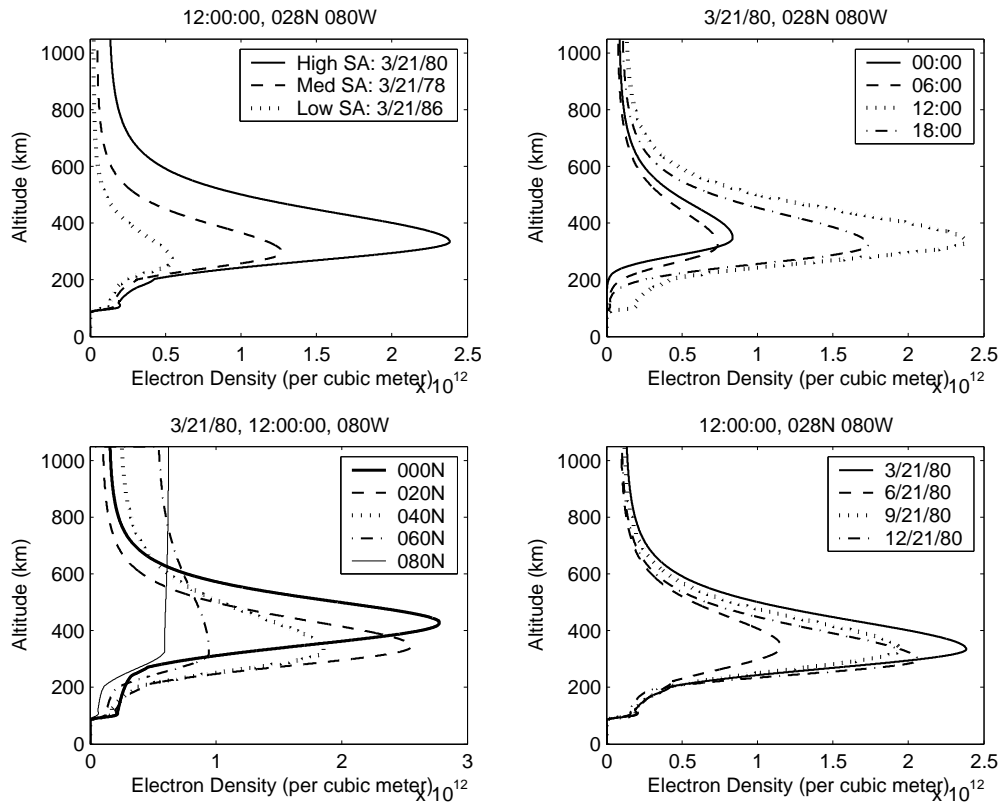 12:00:00, 028N 080W
1000
800
600
400
200
0
Altitude (km)
High SA: 3/21/80
Med SA: 3/21/78
Low SA: 3/21/86
0 0.5 1 1.5 2 2.5
Electron Density (per cubic meter)
x 10^12
3/21/80, 028N 080W
1000
800
600
400
200
0
Altitude (km)
00:00
06:00
12:00
18:00
0 0.5 1 1.5 2 2.5
Electron Density (per cubic meter)
x 10^12
3/21/80, 12:00:00, 080W
1000
800
600
400
200
0
Altitude (km)
000N
020N
040N
060N
080N
0 1 2 3
Electron Density (per cubic meter)
x 10^12
12:00:00, 028N 080W
1000
800
600
400
200
0
Altitude (km)
3/21/80
6/21/80
9/21/80
12/21/80
0 0.5 1 1.5 2 2.5
Electron Density (per cubic meter)
x 10^12